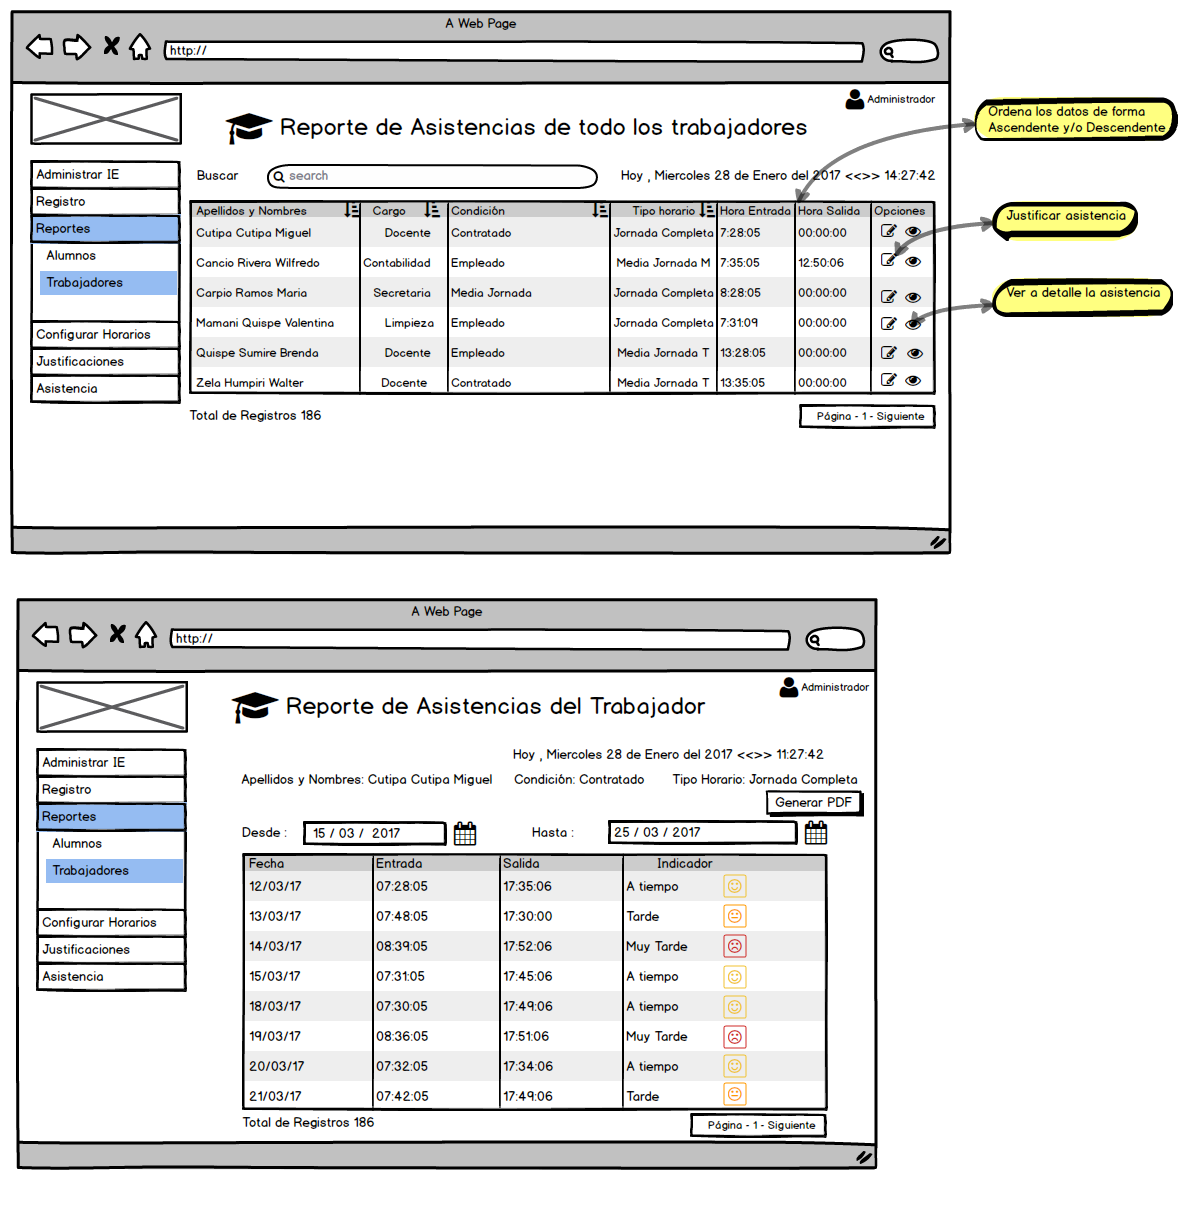 A Web Page
http://
Administrador
Reporte de Asistencias de todo los trabajadores
Ordena los datos de forma
Ascendente y/o Descendente
Administrar IE
Registro
Reportes
Alumnos
Trabajadores
Configurar Horarios
Justificaciones
Asistencia
Buscar search Hoy , Miercoles 28 de Enero del 2017 <<>> 14:27:42
Apellidos y Nombres Cargo Condición Tipo horario Hora Entrada Hora Salida Opciones
Cutipa Cutipa Miguel Docente Contratado Jornada Completa 7:28:05 00:00:00
Cancio Rivera Wilfredo Contabilidad Empleado Media Jornada M 7:35:05 12:50:06
Carpio Ramos Maria Secretaria Media Jornada Jornada Completa 8:28:05 00:00:00
Mamani Quispe Valentina Limpieza Empleado Jornada Completa 7:31:09 00:00:00
Quispe Sumire Brenda Docente Empleado Media Jornada T 13:28:05 00:00:00
Zela Humpiri Walter Docente Contratado Media Jornada T 13:35:05 00:00:00
Justificar asistencia
Ver a detalle la asistencia
Total de Registros 186 Página - 1 - Siguiente
A Web Page
http://
Administrador
Reporte de Asistencias del Trabajador
Administrar IE
Registro
Reportes
Alumnos
Trabajadores
Configurar Horarios
Justificaciones
Asistencia
Hoy , Miercoles 28 de Enero del 2017 <<>> 11:27:42
Apellidos y Nombres: Cutipa Cutipa Miguel Condición: Contratado Tipo Horario: Jornada Completa
Generar PDF
Desde : 15 / 03 / 2017 Hasta : 25 / 03 / 2017
Fecha Entrada Salida Indicador
12/03/17 07:28:05 17:35:06 A tiempo
13/03/17 07:48:05 17:30:00 Tarde
14/03/17 08:39:05 17:52:06 Muy Tarde
15/03/17 07:31:05 17:45:06 A tiempo
18/03/17 07:30:05 17:49:06 A tiempo
19/03/17 08:36:05 17:51:06 Muy Tarde
20/03/17 07:32:05 17:34:06 A tiempo
21/03/17 07:42:05 17:49:06 Tarde
Total de Registros 186 Página - 1 - Siguiente